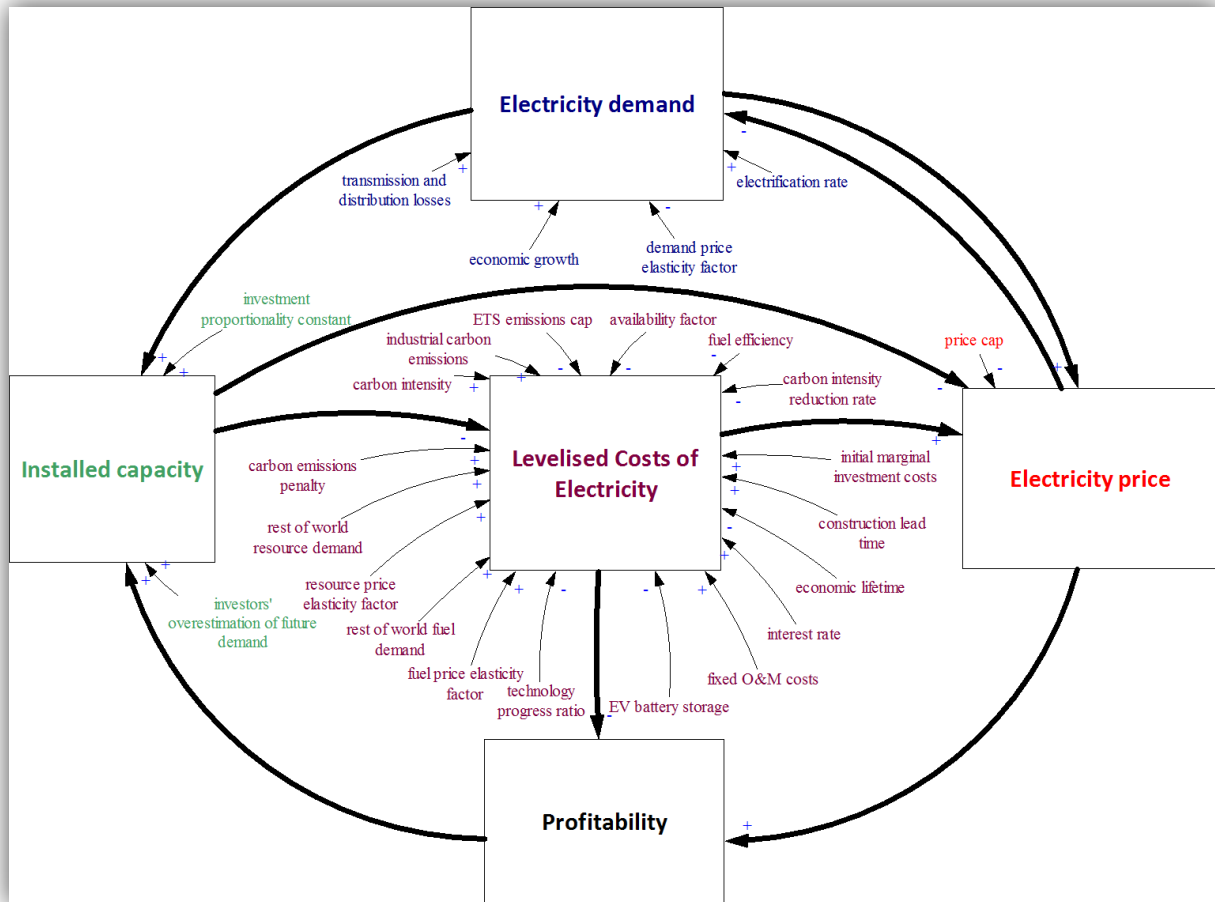 Electricity demand
-
+
+
transmission and
distribution losses
electrification rate
+
-
economic growth
demand price
elasticity factor
investment
proportionality constant
ETS emissions cap
availability factor
industrial carbon
emissions
fuel efficiency
price cap
+
+
-
-
-
-
+
carbon intensity
+
+
carbon intensity
reduction rate
-
-
Installed capacity
-
Levelised Costs of
Electricity
+
Electricity price
carbon emissions
penalty
+
+
initial marginal
investment costs
+
+
rest of world
resource demand
+
construction lead
time
-
+
resource price
elasticity factor
economic lifetime
+
+
+
+
investors'
overestimation of future
demand
rest of world fuel
demand
+
+
-
-
+
interest rate
fuel price elasticity
factor
technology
progress ratio
EV battery storage
fixed O&M costs
-
Profitability
+